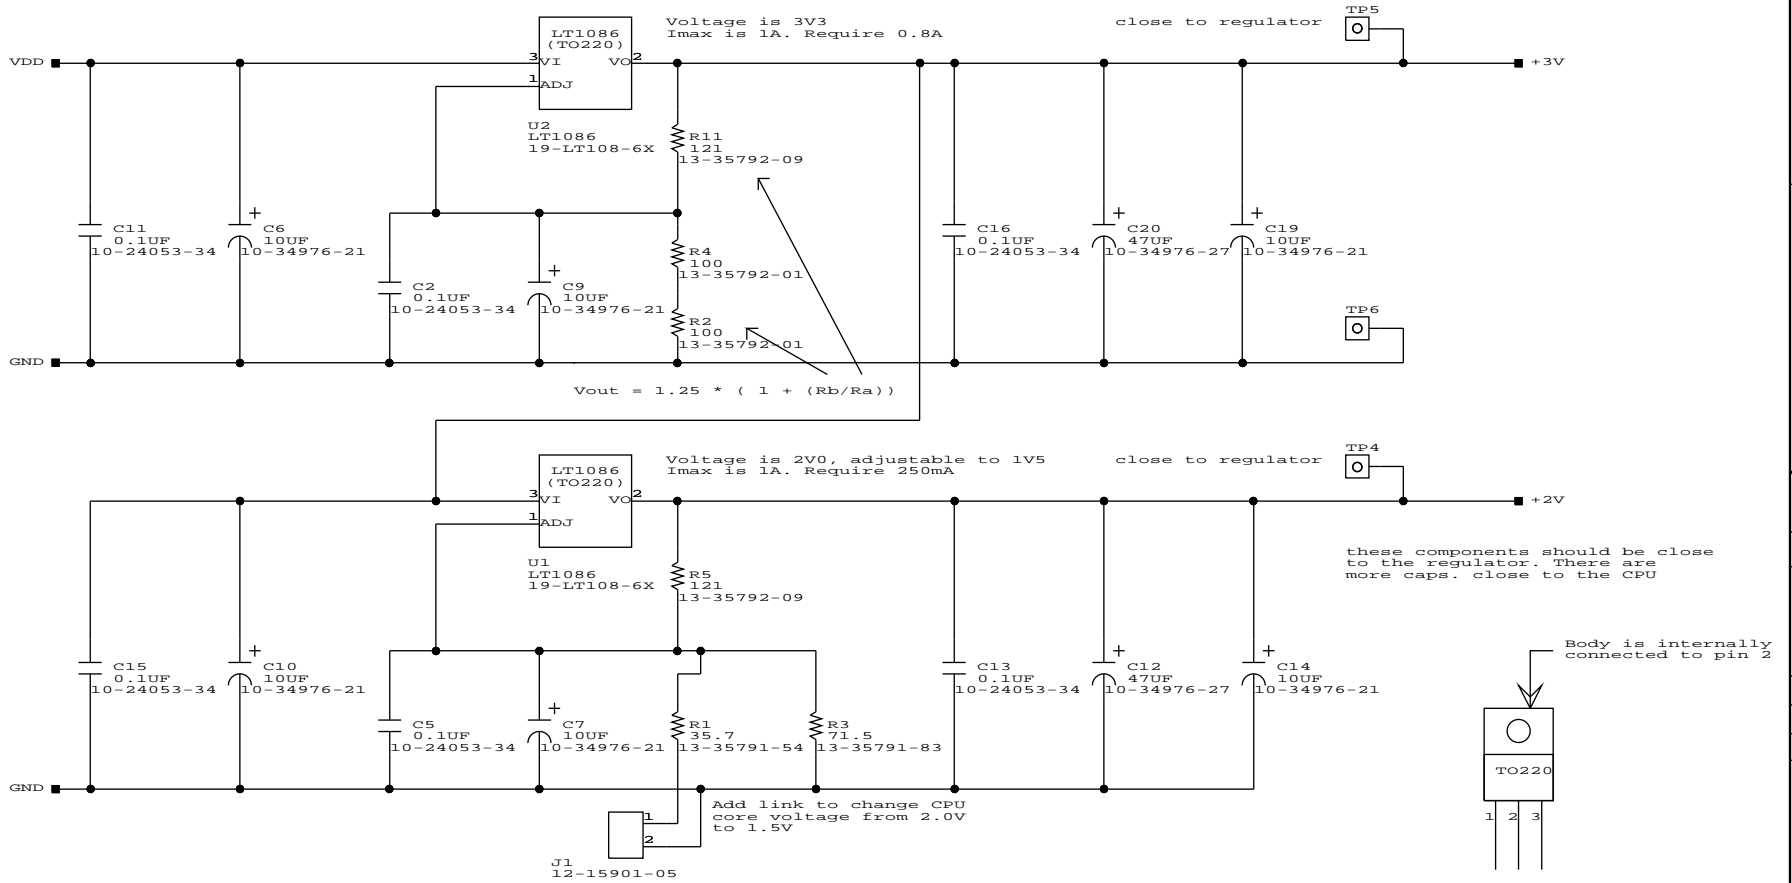 LT1086
(TO220)
3 VI VO 2
1 ADJ
U2
LT1086
19-LT108-6X
Voltage is 3V3
Imax is 1A. Require 0.8A
close to regulator
TP5
VDD
+3V
R11
121
13-35792-09
C11
0.1UF
10-24053-34
C6
+
10UF
10-34976-21
C2
0.1UF
10-24053-34
C9
+
10UF
10-34976-21
R4
100
13-35792-01
R2
100
13-35792-01
C16
0.1UF
10-24053-34
C20
+
47UF
10-34976-27
C19
+
10UF
10-34976-21
TP6
GND
Vout = 1.25 * ( 1 + (Rb/Ra))
LT1086
(TO220)
3 VI VO 2
1 ADJ
U1
LT1086
19-LT108-6X
Voltage is 2V0, adjustable to 1V5
Imax is 1A. Require 250mA
close to regulator
TP4
+2V
R5
121
13-35792-09
these components should be close
to the regulator. There are
more caps. close to the CPU
C15
0.1UF
10-24053-34
C10
+
10UF
10-34976-21
C5
0.1UF
10-24053-34
C7
+
10UF
10-34976-21
R1
35.7
13-35791-54
R3
71.5
13-35791-83
C13
0.1UF
10-24053-34
C12
+
47UF
10-34976-27
C14
+
10UF
10-34976-21
Body is internally
connected to pin 2
TO220
1 2 3
GND
Add link to change CPU
core voltage from 2.0V
to 1.5V
1
2
J1
12-15901-05